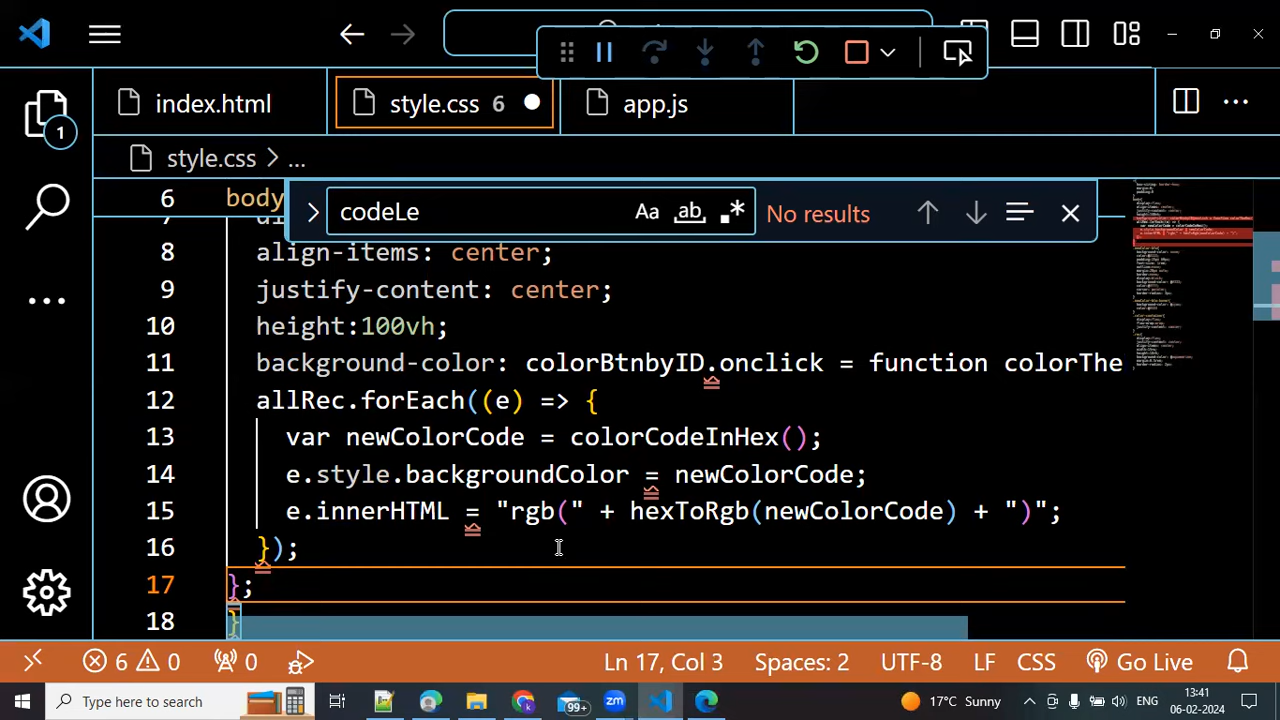 index.html
style.css 6
app.js
style.css > ...
codeLe
Aa
ab
No results
6 body
8 align-items: center;
9 justify-content: center;
10 height:100vh;
11 background-color: colorBtnbyID.onclick = function colorThe
12 allRec.forEach((e) => {
13 var newColorCode = colorCodeInHex();
14 e.style.backgroundColor = newColorCode;
15 e.innerHTML = "rgb(" + hexToRgb(newColorCode) + ")";
16 });
17 };
18 }
1
6 0 0
Ln 17, Col 3
Spaces: 2
UTF-8
LF
CSS
Go Live
Type here to search
99+
zm
17°C Sunny
ENG
13:41
06-02-2024